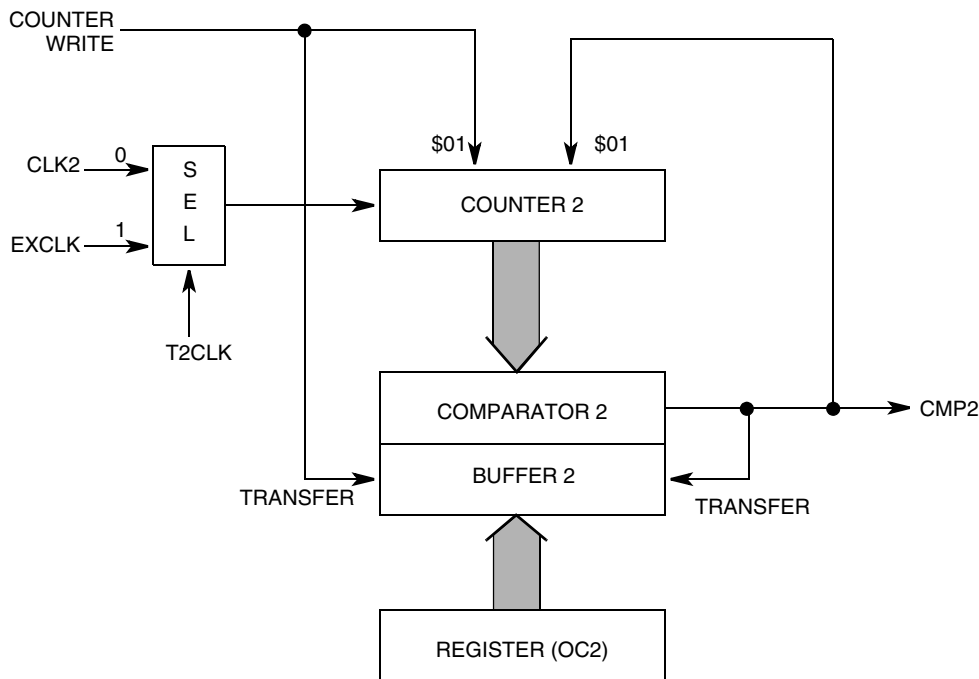 COUNTER
WRITE
$01
$01
CLK2
0
S
E
L
COUNTER 2
EXCLK
1
T2CLK
COMPARATOR 2
CMP2
BUFFER 2
TRANSFER
TRANSFER
REGISTER (OC2)